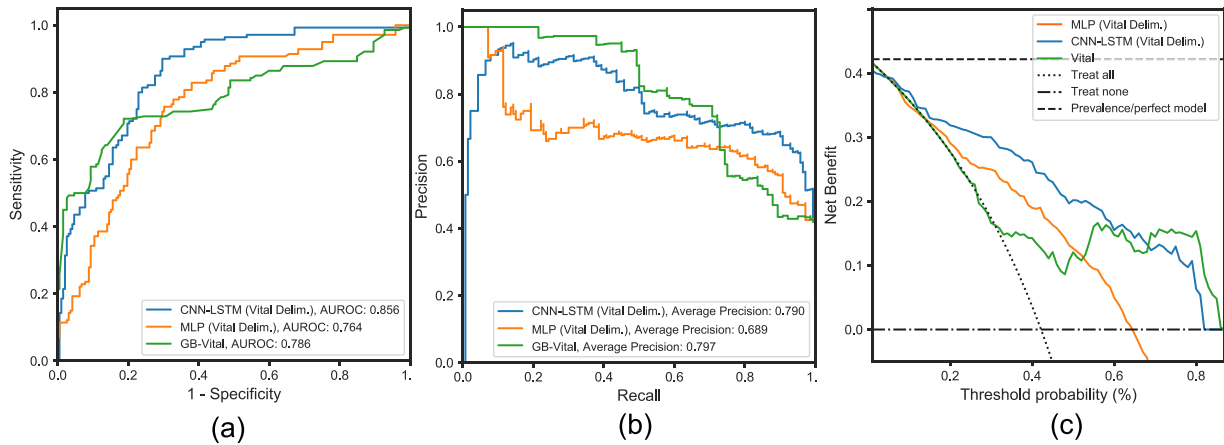 1.0
0.8
0.6
0.4
0.2
0.0
Sensitivity
CNN-LSTM (Vital Delim.), AUROC: 0.856
MLP (Vital Delim.), AUROC: 0.764
GB-Vital, AUROC: 0.786
0.0 0.2 0.4 0.6 0.8 1.
1 - Specificity
(a)
1.0
0.8
0.6
0.4
0.2
0.0
Precision
CNN-LSTM (Vital Delim.), Average Precision: 0.790
MLP (Vital Delim.), Average Precision: 0.689
GB-Vital, Average Precision: 0.797
0.0 0.2 0.4 0.6 0.8 1.
Recall
(b)
0.4
0.3
0.2
0.1
0.0
Net Benefit
MLP (Vital Delim.)
CNN-LSTM (Vital Delim.)
Vital
Treat all
Treat none
Prevalence/perfect model
0.2 0.4 0.6 0.8
Threshold probability (%)
(c)